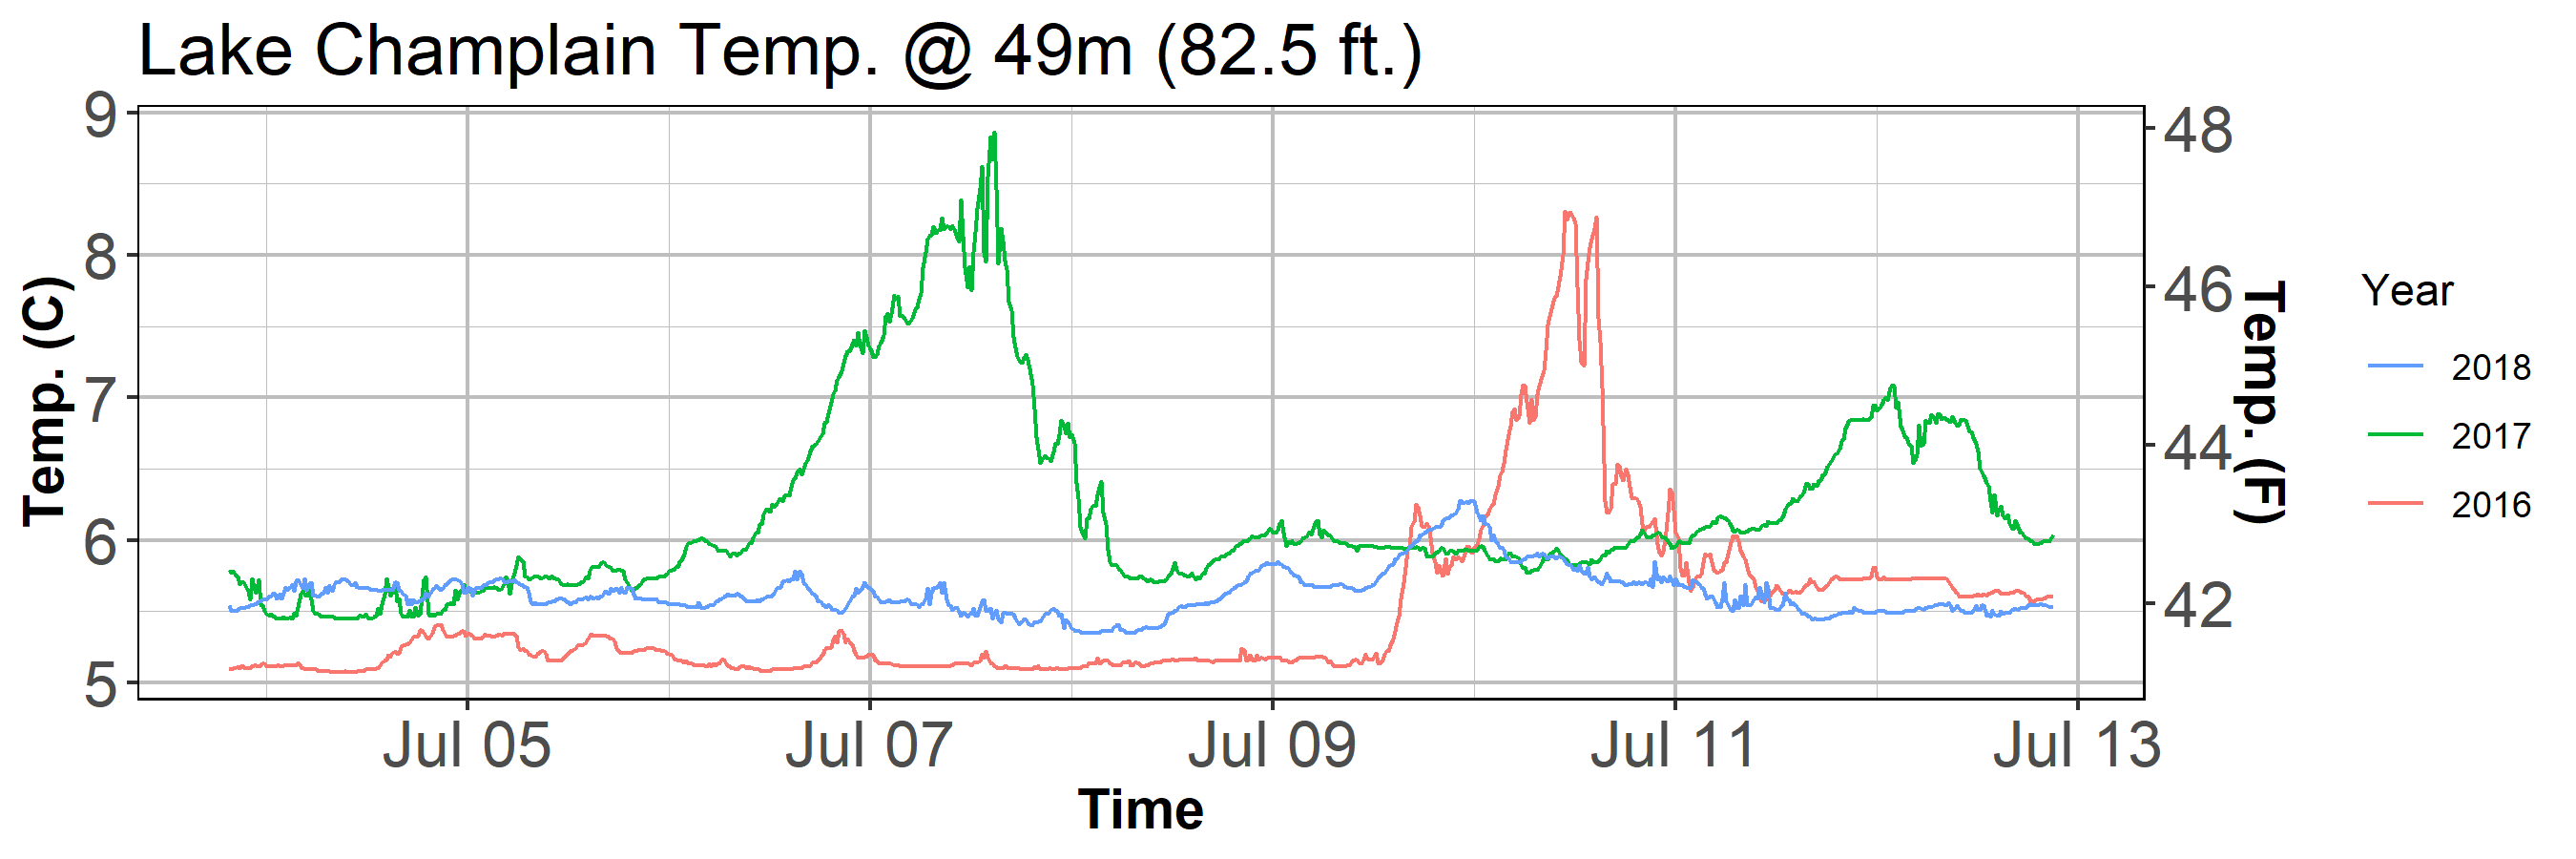 Lake Champlain Temp. @ 49m (82.5 ft.)
9
8
7
6
5
Temp. (C)
48
46
44
42
Temp. (F)
Jul 05 Jul 07 Jul 09 Jul 11 Jul 13
Time
Year
2018
2017
2016